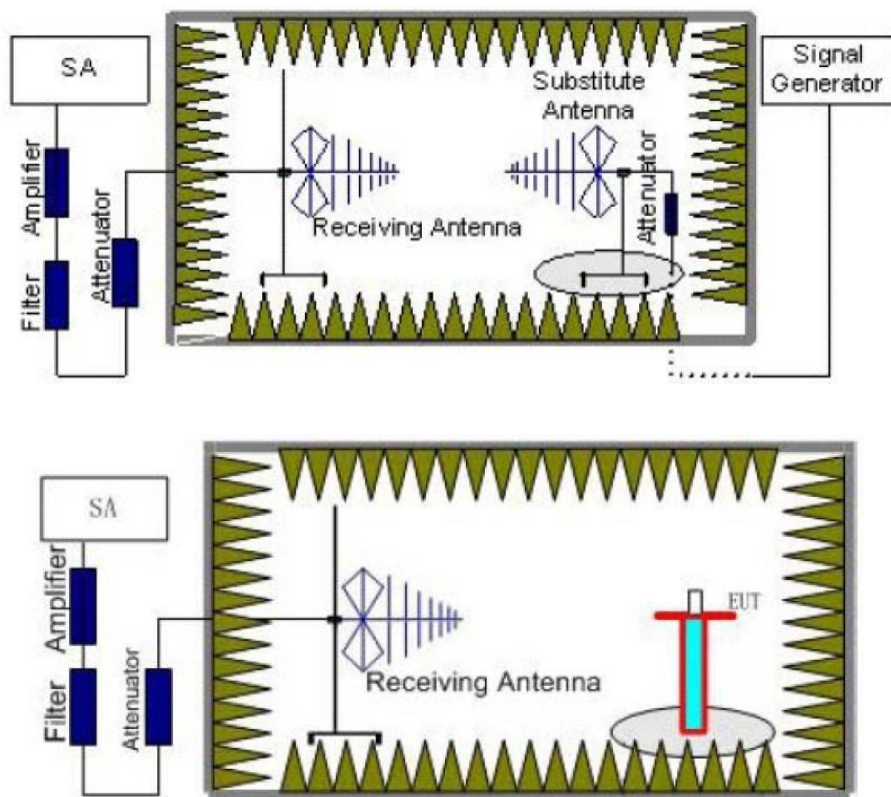 SA
Signal
Generator
Substitute
Antenna
Amplifier
Attenuator
Filter
Attenuator
Receiving Antenna
SA
Amplifier
EUT
Filter
Attenuator
Receiving Antenna